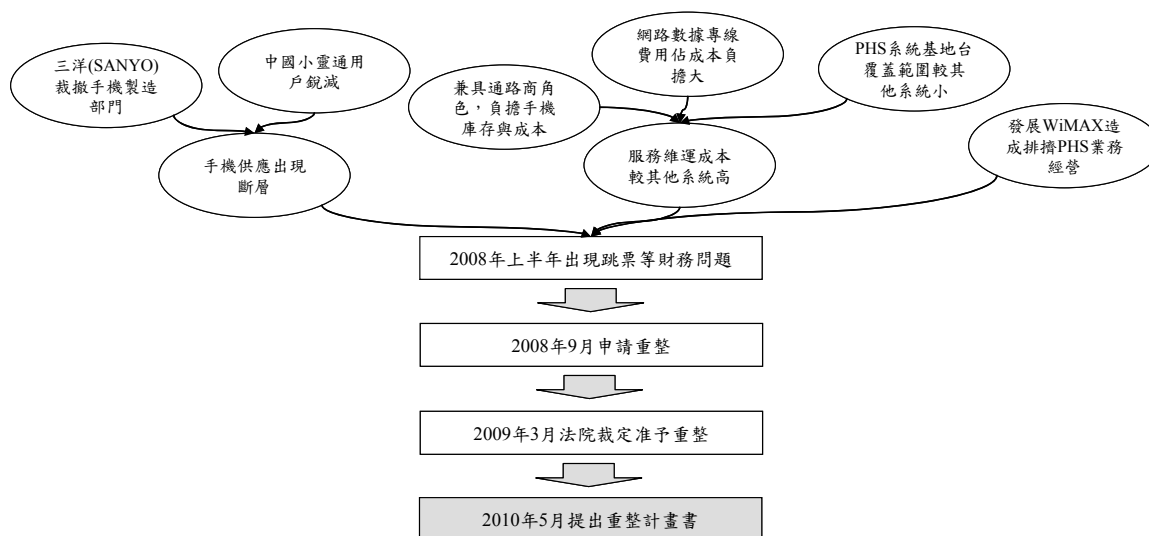 三洋(SANYO)
裁撤手機製造
部門
中國小靈通用
戶銳減
網路數據專線
費用佔成本負
擔大
PHS系統基地台
覆蓋範圍較其
他系統小
兼具通路商角
色，負擔手機
庫存與成本
發展WiMAX造
成排擠PHS業務
經營
手機供應出現
斷層
服務維運成本
較其他系統高
2008年上半年出現跳票等財務問題
2008年9月申請重整
2009年3月法院裁定准予重整
2010年5月提出重整計畫書